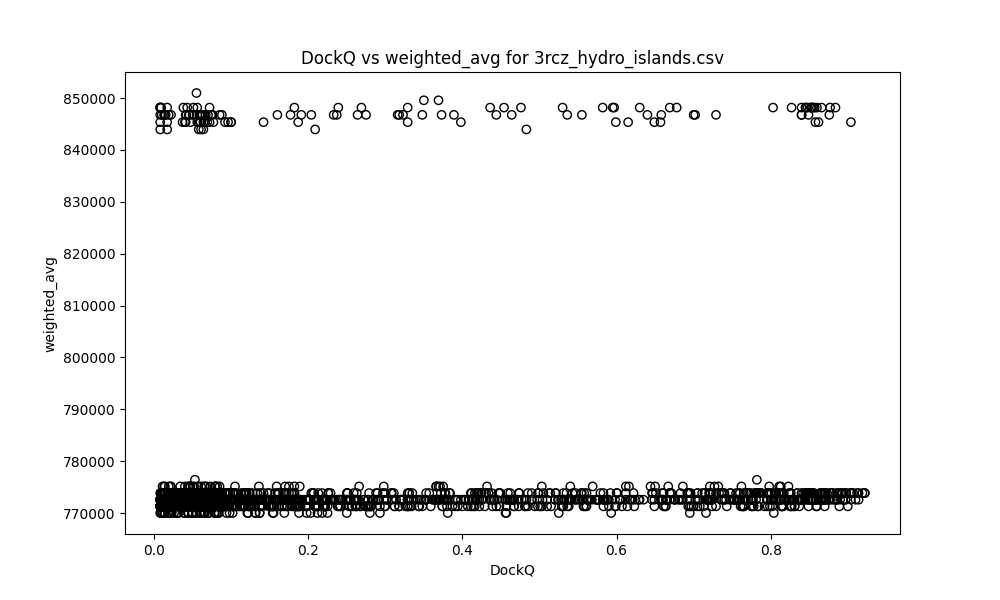 DockQ vs weighted_avg for 3rcz_hydro_islands.csv
850000
840000
830000
820000
810000
800000
790000
780000
770000
weighted_avg
0.0 0.2 0.4 0.6 0.8
DockQ